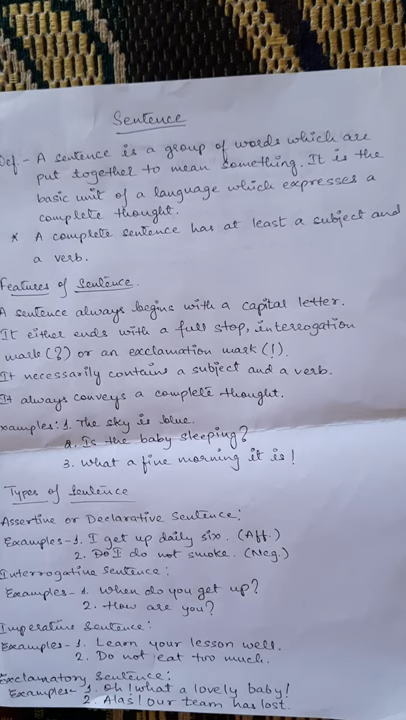 Sentence
Def - A sentence is a group of words which are
put together to mean something. It is the
basic unit of a language which expresses a
complete thought.
* A complete sentence has at least a subject and
a verb.
Features of Sentence.
A sentence always begins with a capital letter.
It either ends with a full stop, interrogation
mark (?) or an exclamation mark (!).
It necessarily contains a subject and a verb.
It always conveys a complete thought.
Examples: 1. The sky is blue.
2. Is the baby sleeping?
3. What a fine morning it is!
Types of Sentence
Assertive or Declarative Sentence:
Examples - 1. I get up daily six. (Aff.)
2. I do not smoke. (Neg.)
Interrogative Sentence:
Examples - 1. When do you get up?
2. How are you?
Imperative Sentence:
Examples - 1. Learn your lesson well.
2. Do not eat too much.
Exclamatory Sentence:
Examples - 1. Oh! what a lovely baby!
2. Alas! Our team has lost.